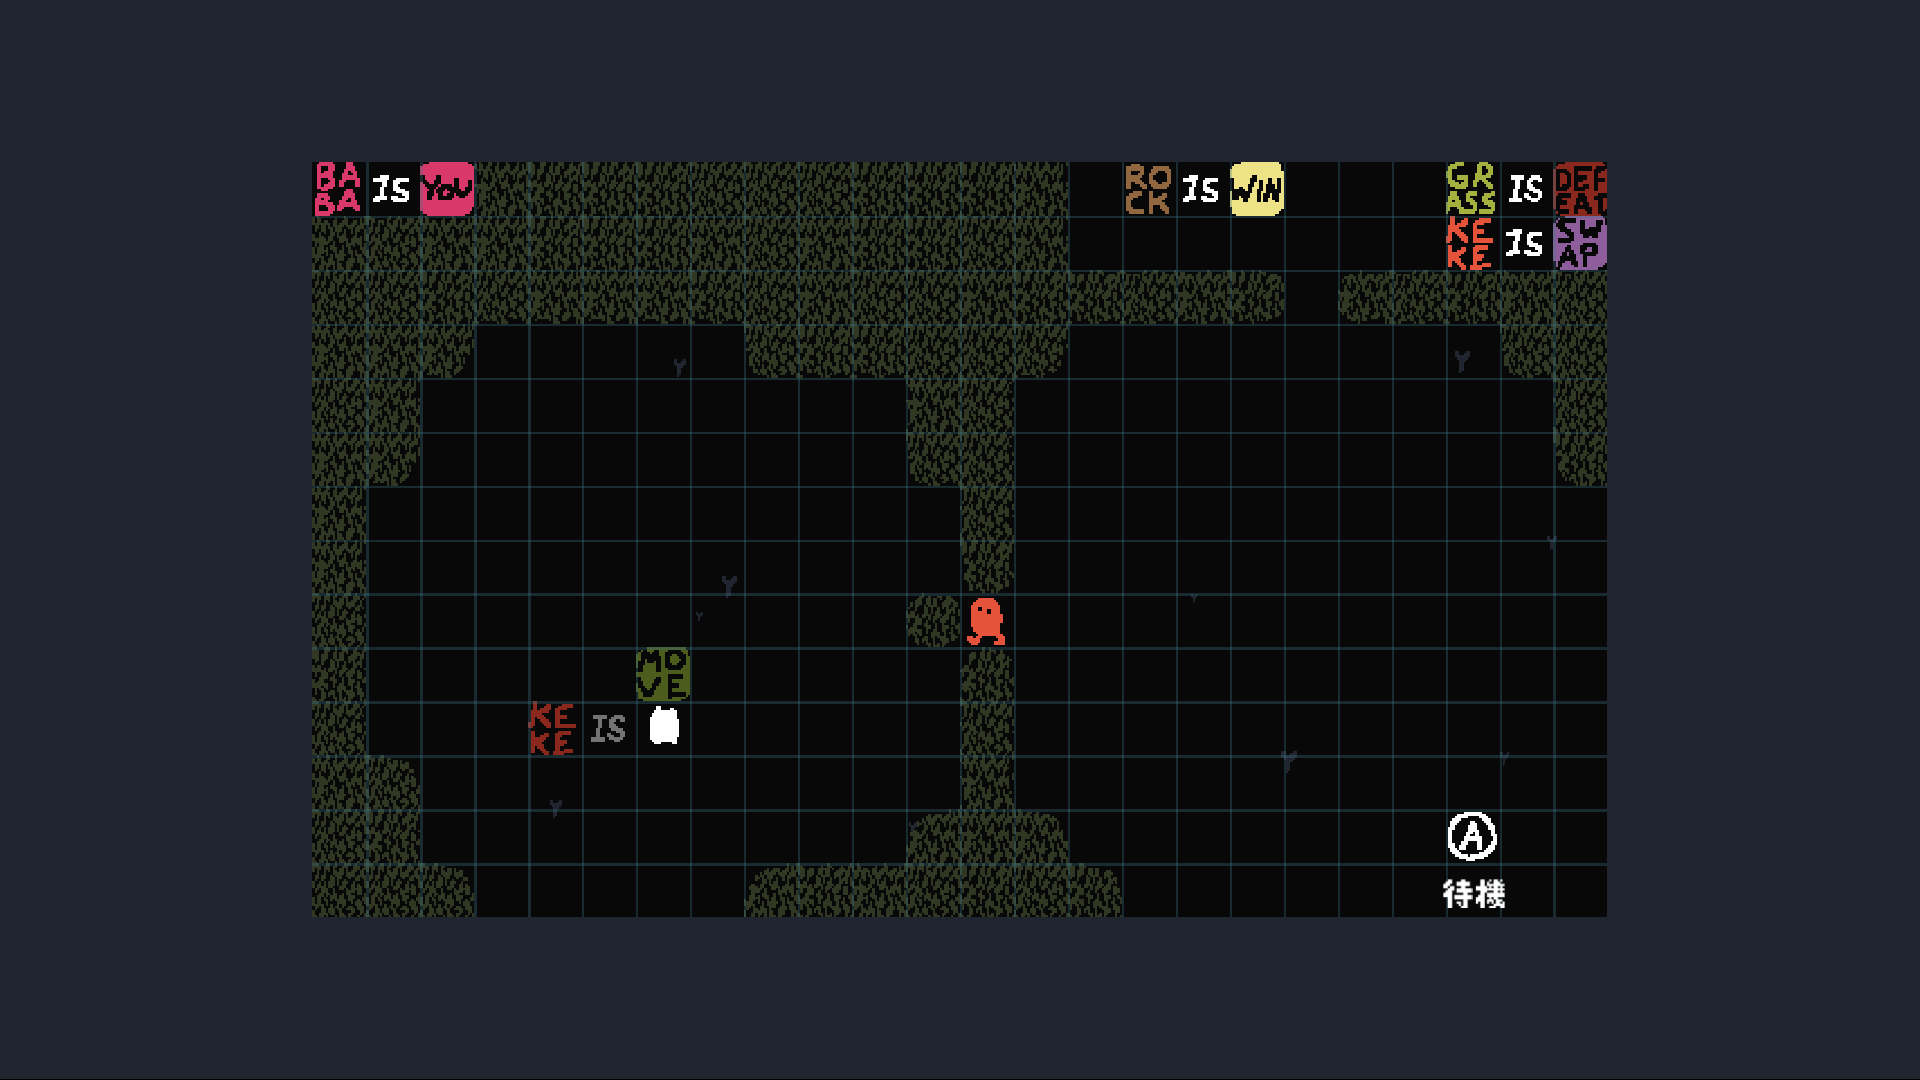 BABA IS YOU
ROCK IS WIN
GRASS IS DEFEAT
KEKE IS SWAP
MOVE
KEKE IS
A
待機